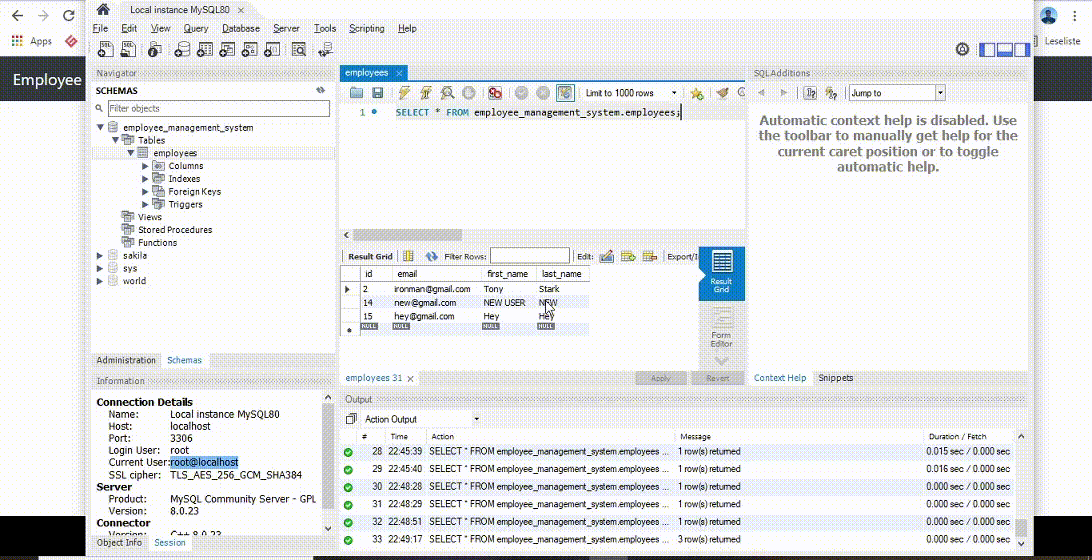 Local instance MySQL80
File Edit View Query Database Server Tools Scripting Help
Apps
Leseliste
Employee
Navigator
SCHEMAS
Filter objects
employee_management_system
Tables
employees
Columns
Indexes
Foreign Keys
Triggers
Views
Stored Procedures
Functions
sakila
sys
world
Administration Schemas
Information
Connection Details
Name: Local instance MySQL80
Host: localhost
Port: 3306
Login User: root
Current User: root@localhost
SSL cipher: TLS_AES_256_GCM_SHA384
Server
Product: MySQL Community Server - GPL
Version: 8.0.23
Connector
Version: C++ 8.0.23
Object Info Session
employees
Limit to 1000 rows
1 SELECT * FROM employee_management_system.employees;
Result Grid Filter Rows: Edit: Export/I
id email first_name last_name
2 ironman@gmail.com Tony Stark
14 new@gmail.com NEW USER NEW
15 hey@gmail.com Hey Hey
NULL NULL NULL NULL
Result Grid
Form Editor
employees 31
Apply Revert
SQLAdditions
Jump to
Automatic context help is disabled. Use
the toolbar to manually get help for the
current caret position or to toggle
automatic help.
Context Help Snippets
Output
Action Output
# Time Action Message Duration / Fetch
28 22:45:39 SELECT * FROM employee_management_system.employees ... 1 row(s) returned 0.015 sec / 0.000 sec
29 22:45:40 SELECT * FROM employee_management_system.employees ... 1 row(s) returned 0.016 sec / 0.000 sec
30 22:48:28 SELECT * FROM employee_management_system.employees ... 1 row(s) returned 0.000 sec / 0.000 sec
31 22:48:29 SELECT * FROM employee_management_system.employees ... 1 row(s) returned 0.000 sec / 0.000 sec
32 22:48:51 SELECT * FROM employee_management_system.employees ... 1 row(s) returned 0.000 sec / 0.000 sec
33 22:49:17 SELECT * FROM employee_management_system.employees ... 3 row(s) returned 0.000 sec / 0.000 sec